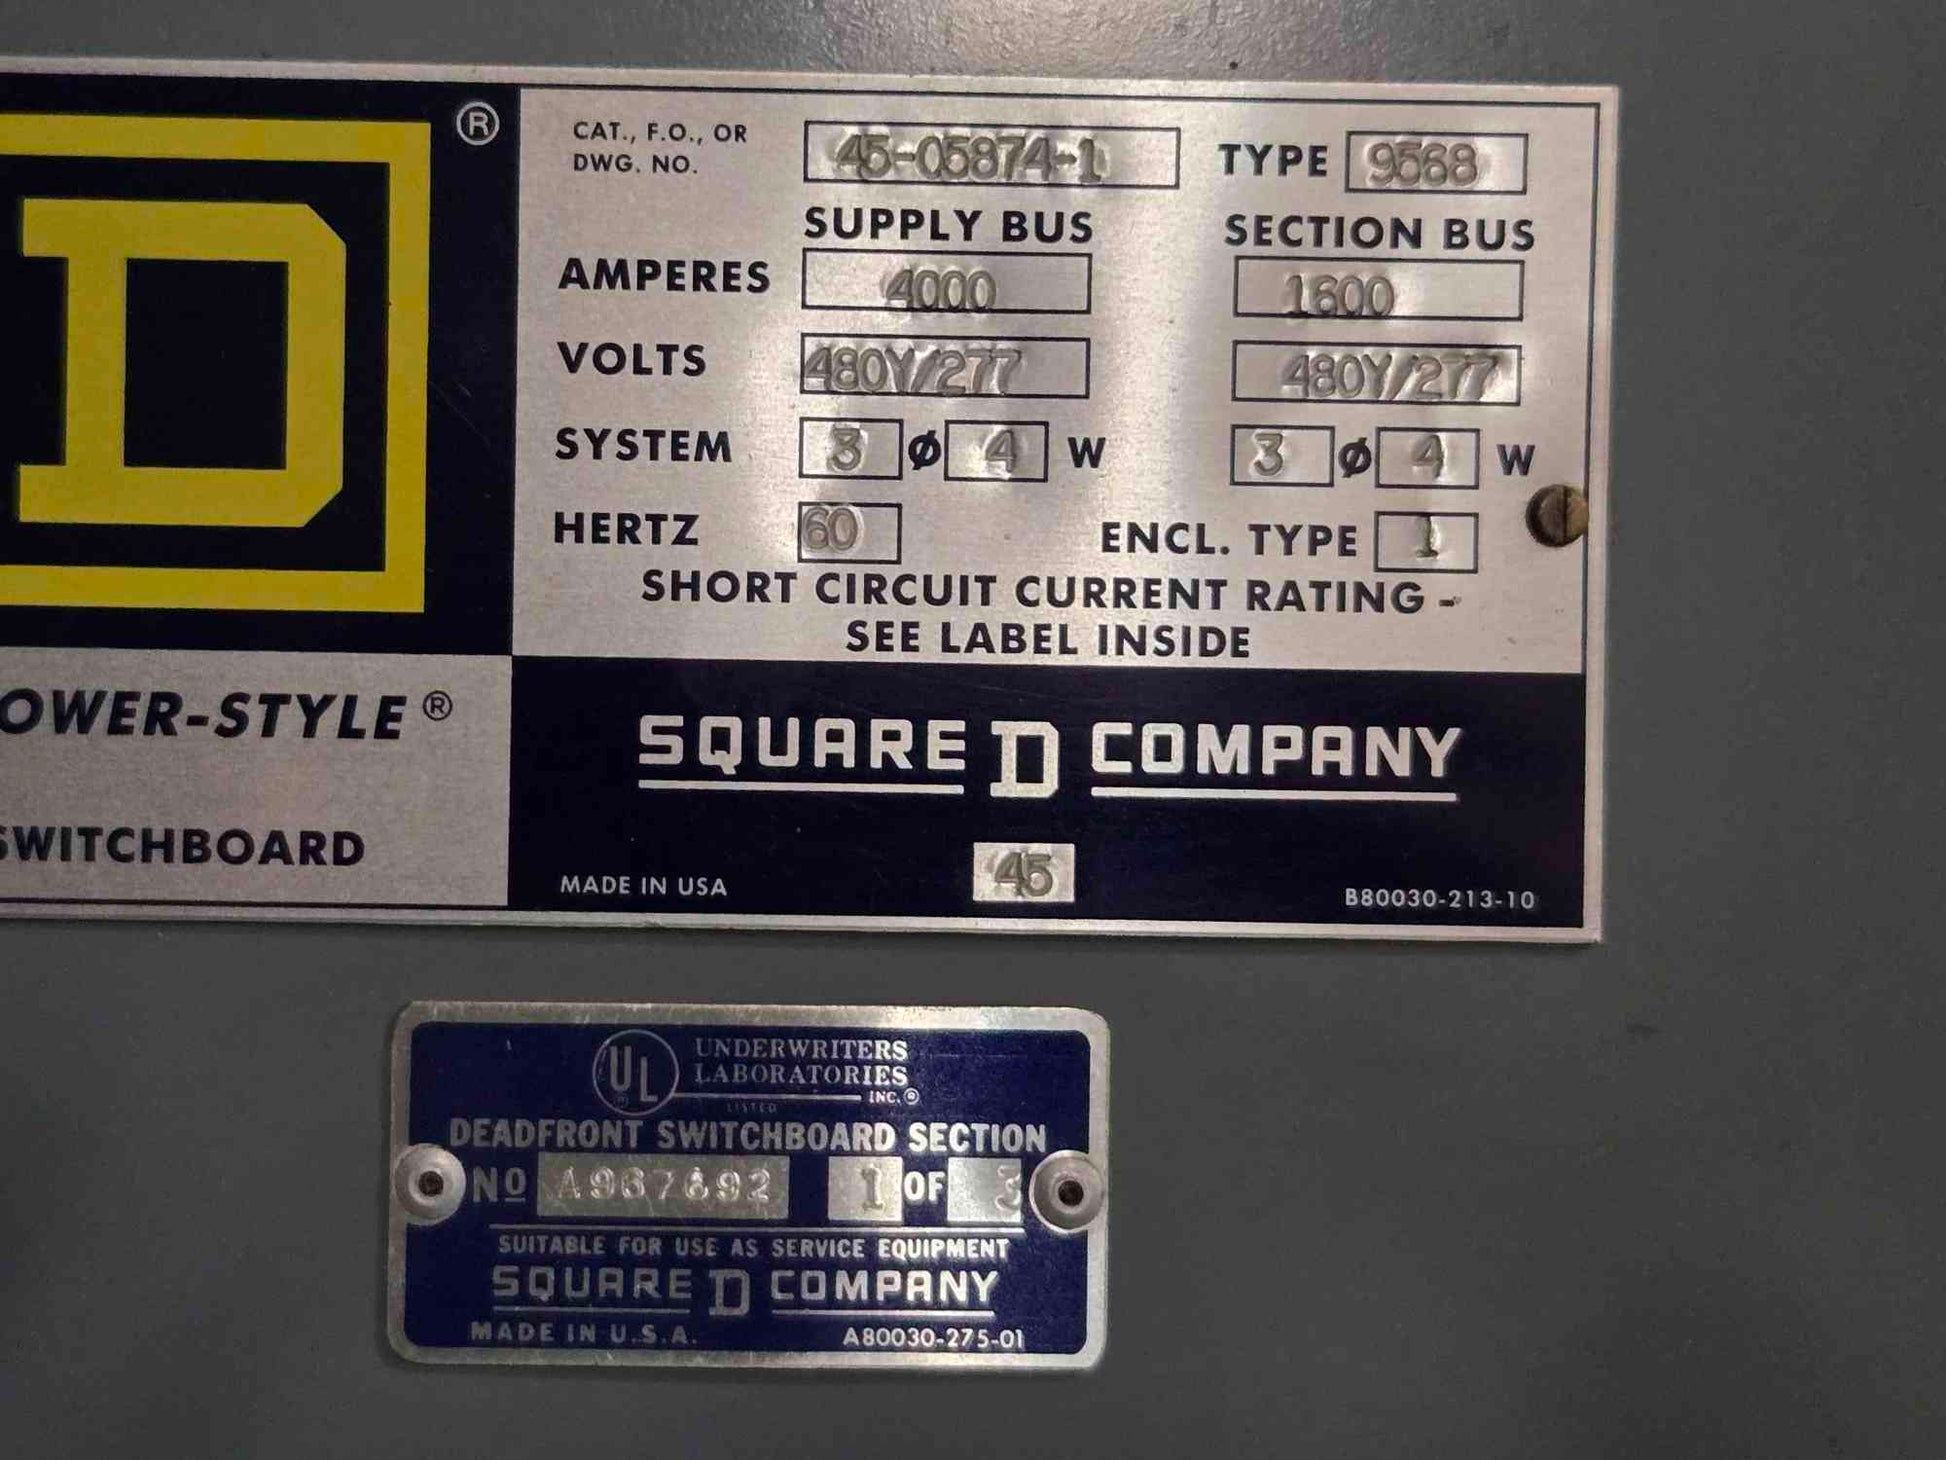 D ®
CAT., F.O., OR
DWG. NO. 45-05874-1 TYPE 9568
SUPPLY BUS SECTION BUS
AMPERES 4000 1600
VOLTS 480Y/277 480Y/277
SYSTEM 3 ø 4 W 3 ø 4 W
HERTZ 60 ENCL. TYPE 1
SHORT CIRCUIT CURRENT RATING -
SEE LABEL INSIDE
OWER-STYLE ®
SWITCHBOARD
SQUARE D COMPANY
MADE IN USA 45 B80030-213-10
UL UNDERWRITERS
LABORATORIES
INC.®
LISTED
DEADFRONT SWITCHBOARD SECTION
NO 1 OF 3
SUITABLE FOR USE AS SERVICE EQUIPMENT
SQUARE D COMPANY
MADE IN U.S.A. A80030-275-01